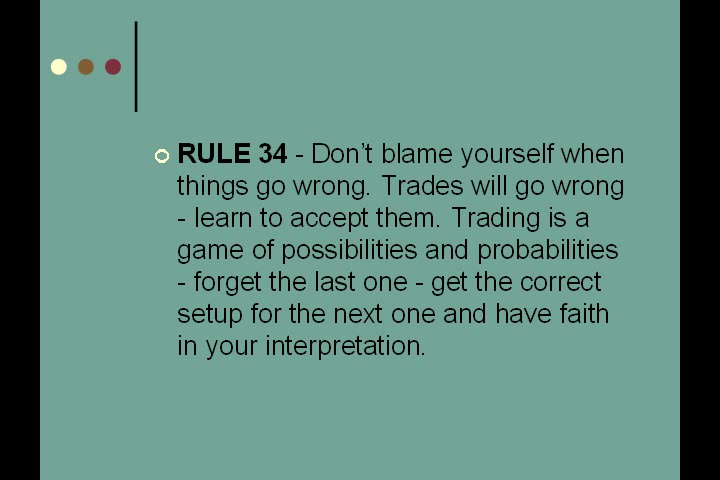 RULE 34 - Don't blame yourself when
things go wrong. Trades will go wrong
- learn to accept them. Trading is a
game of possibilities and probabilities
- forget the last one - get the correct
setup for the next one and have faith
in your interpretation.